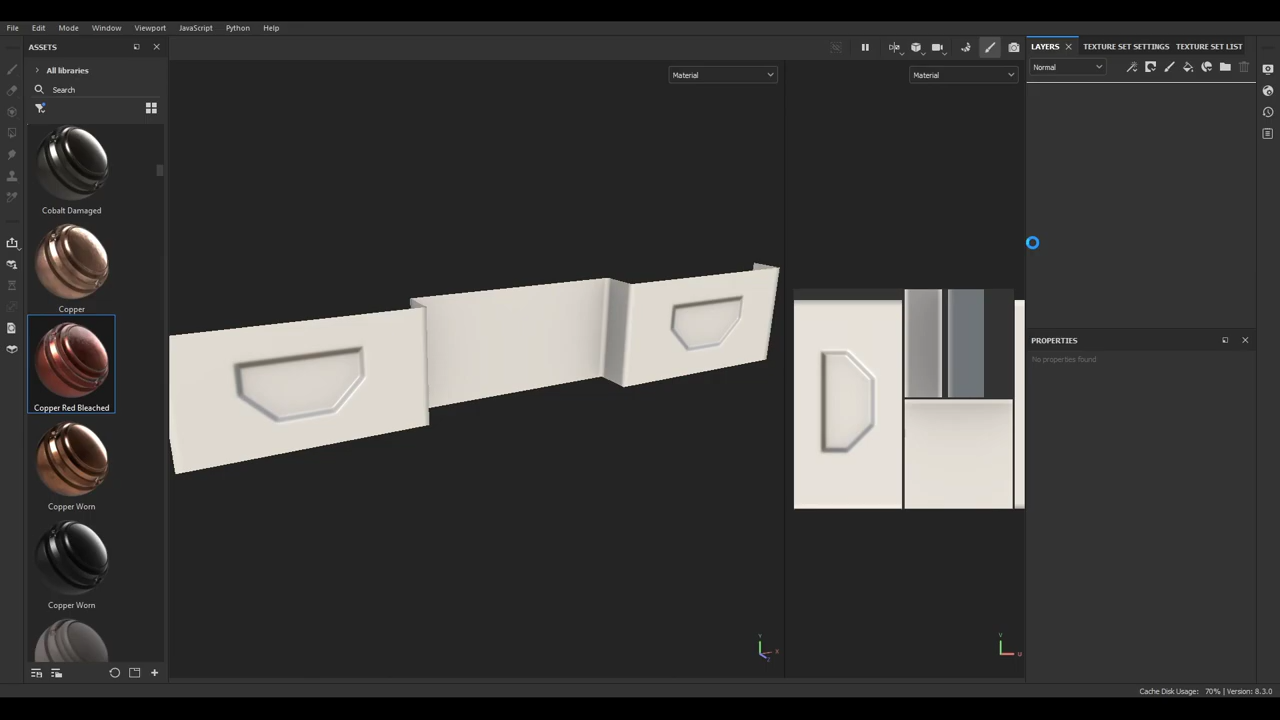 File Edit Mode Window Viewport JavaScript Python Help
ASSETS
All libraries
Search
Cobalt Damaged
Copper
Copper Red Bleached
Copper Worn
Copper Worn
Material
Material
LAYERS TEXTURE SET SETTINGS TEXTURE SET LIST
Normal
PROPERTIES
No properties found
Y
X
Z
V
U
Cache Disk Usage: 70% | Version: 8.3.0